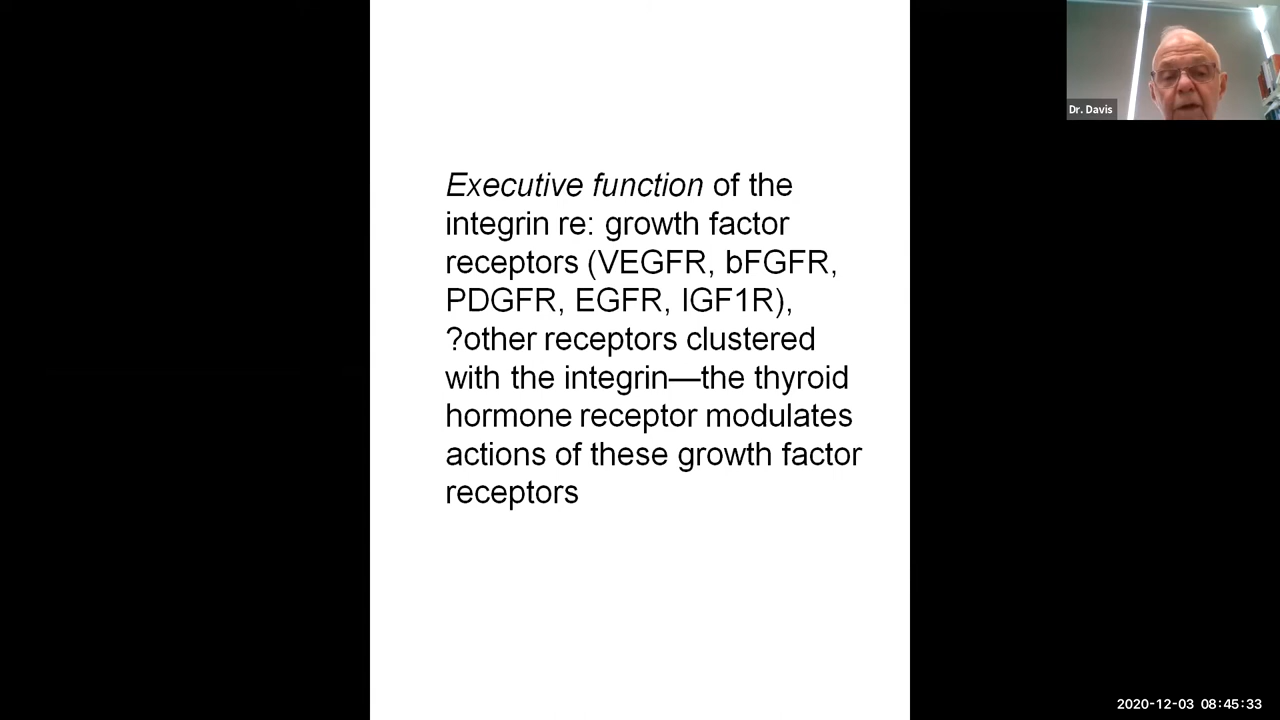 Executive function of the
integrin re: growth factor
receptors (VEGFR, bFGFR,
PDGFR, EGFR, IGF1R),
?other receptors clustered
with the integrin—the thyroid
hormone receptor modulates
actions of these growth factor
receptors
Dr. Davis
2020-12-03 08:45:33